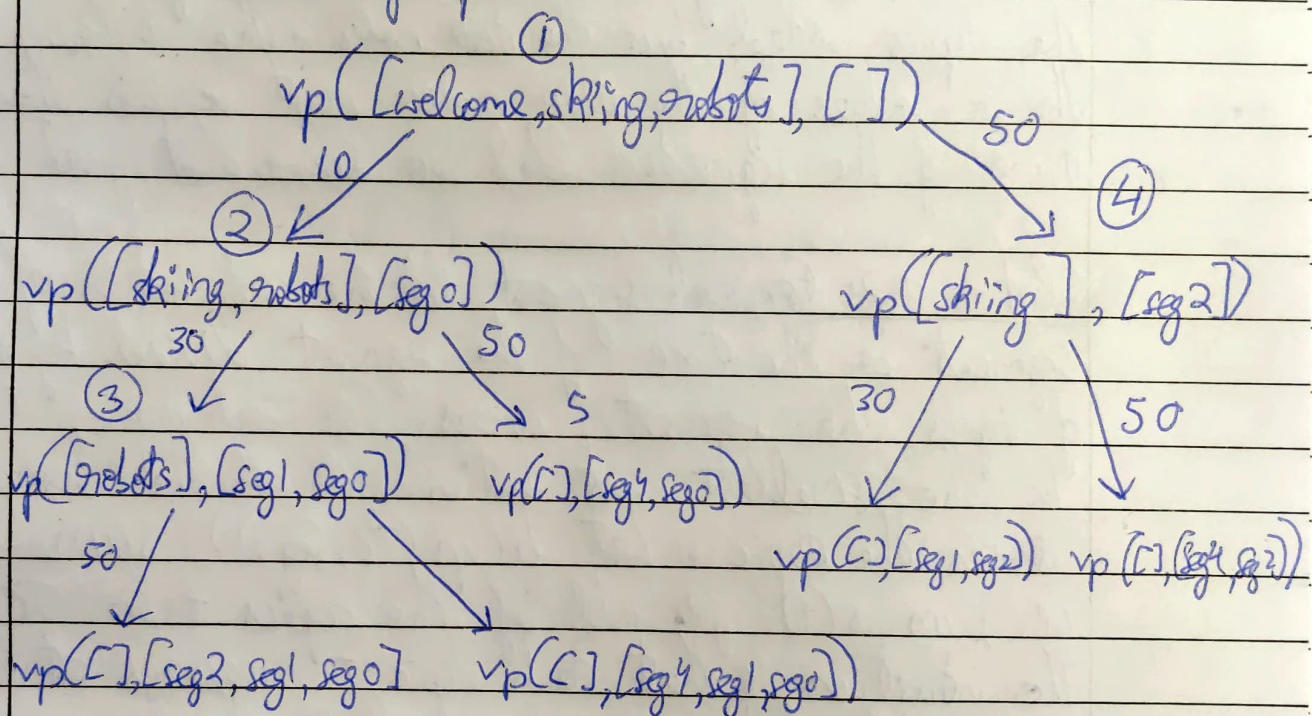 ①
vp([welcome,skiing,robots],[])
10 50
② ④
vp([skiing,robots],[seg0]) vp([skiing],[seg2])
30 50 30 50
③ 5
vp([robots],[seg1,seg0]) vp([],[seg4,seg0])
vp([],[seg1,seg2]) vp([],[seg4,seg2])
50
vp([],[seg2,seg1,seg0] vp([],[seg4,seg1,seg0])